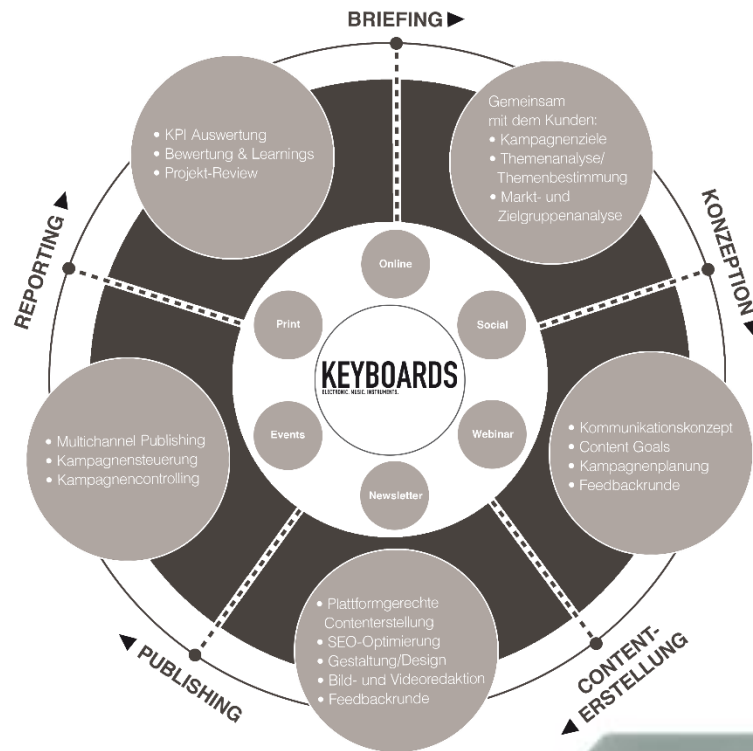 BRIEFING
Gemeinsam
mit dem Kunden:
• Kampagnenziele
• Themenanalyse/
Themenbestimmung
• Markt- und
Zielgruppenanalyse
KONZEPTION
• Kommunikationskonzept
• Content Goals
• Kampagnenplanung
• Feedbackrunde
CONTENT-
ERSTELLUNG
• Plattformgerechte
Contenterstellung
• SEO-Optimierung
• Gestaltung/Design
• Bild- und Videoredaktion
• Feedbackrunde
PUBLISHING
• Multichannel Publishing
• Kampagnensteuerung
• Kampagnencontrolling
REPORTING
• KPI Auswertung
• Bewertung & Learnings
• Projekt-Review
Online
Social
Webinar
Newsletter
Events
Print
KEYBOARDS
ELECTRONIC. MUSIC. INSTRUMENTS.